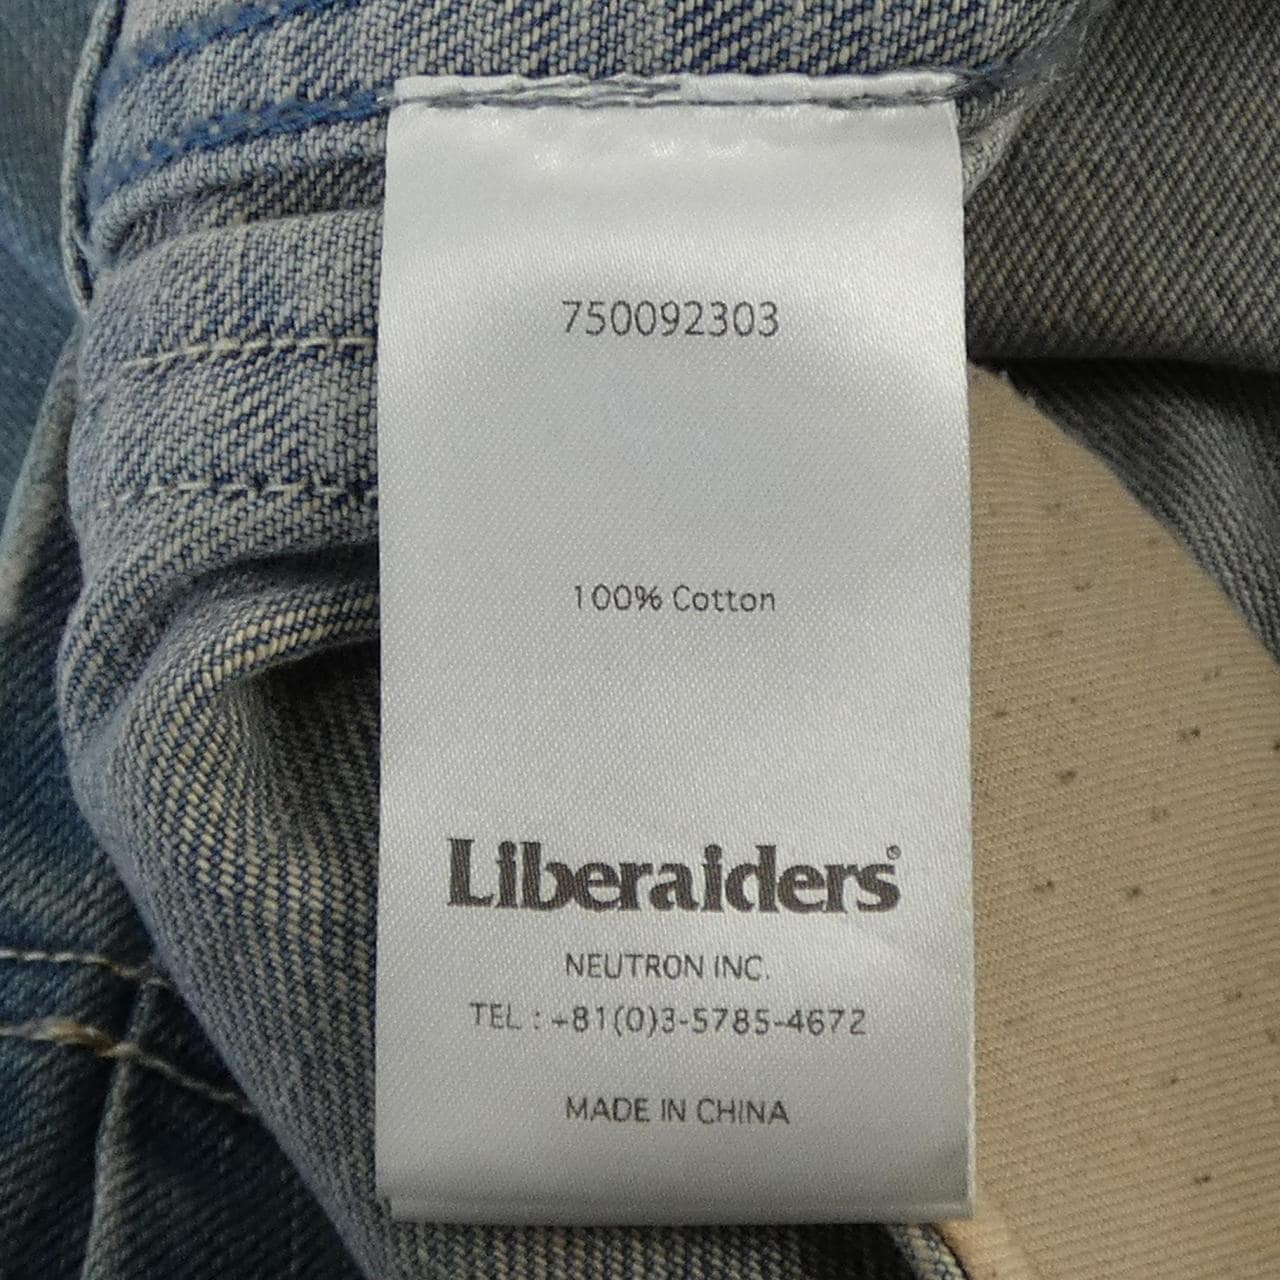 750092303
100% Cotton
Liberaiders®
NEUTRON INC.
TEL : +81(0)3-5785-4672
MADE IN CHINA